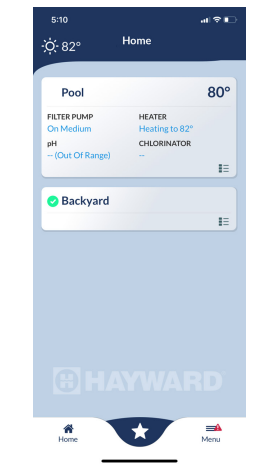 5:10
82°
Home
Pool
80°
FILTER PUMP
HEATER
On Medium
Heating to 82°
pH
CHLORINATOR
-- (Out Of Range)
--
Backyard
HAYWARD
Home
Menu